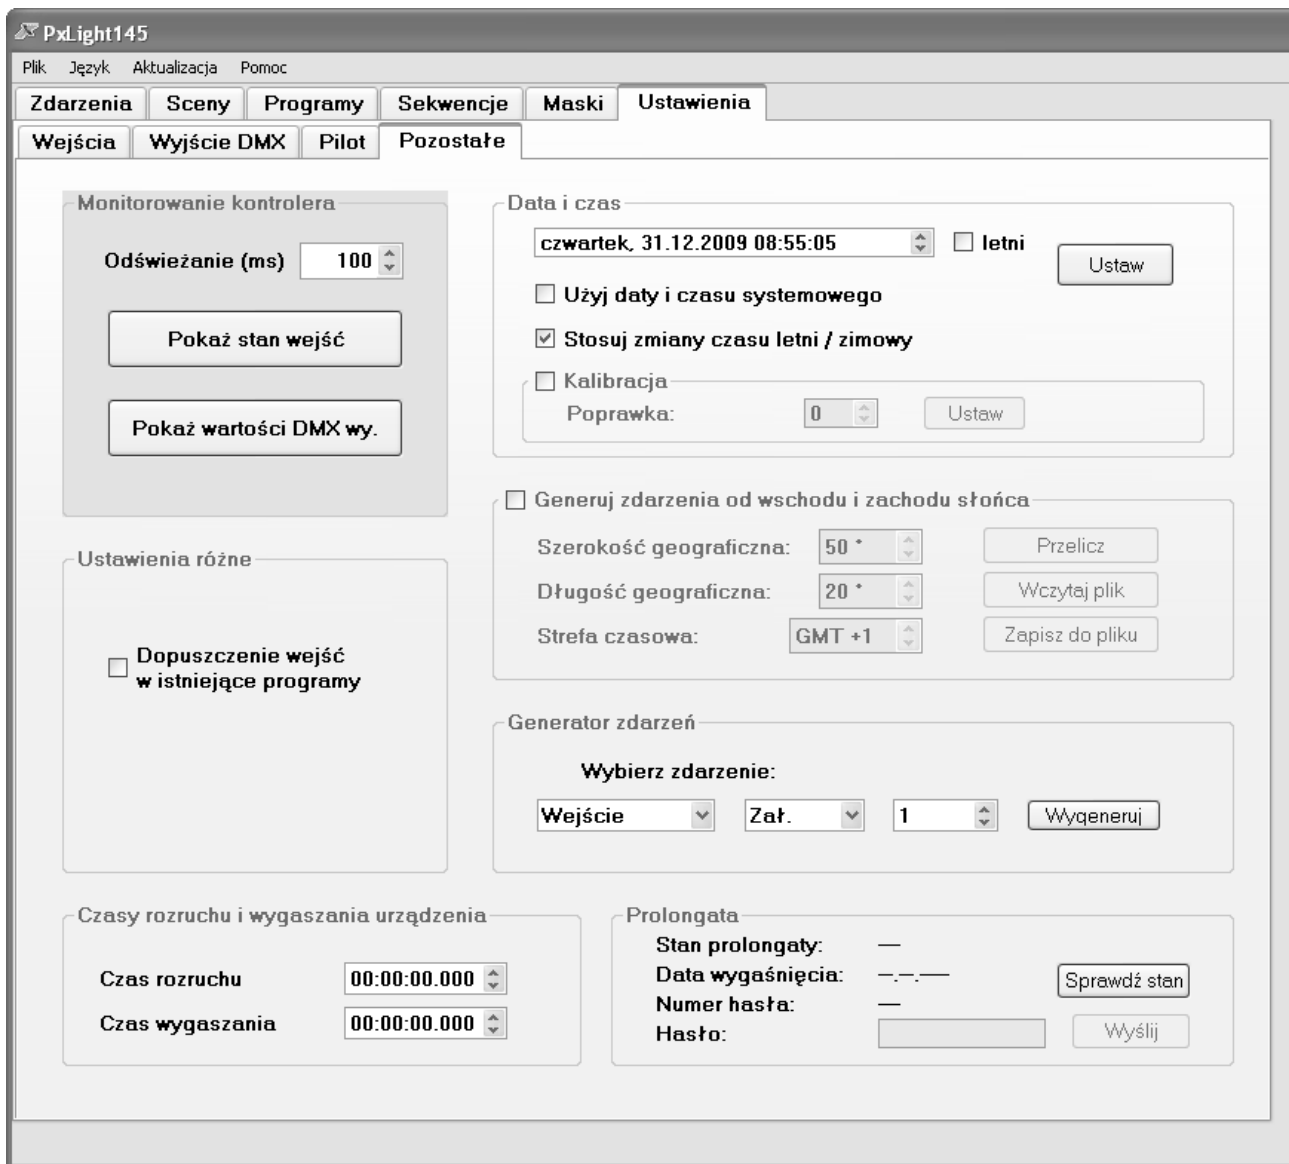 PxLight145
Plik Język Aktualizacja Pomoc
Zdarzenia Sceny Programy Sekwencje Maski Ustawienia
Wejścia Wyjście DMX Pilot Pozostałe
Monitorowanie kontrolera
Odświeżanie (ms) 100
Pokaż stan wejść
Pokaż wartości DMX wy.
Data i czas
czwartek, 31.12.2009 08:55:05 letni
Ustaw
Użyj daty i czasu systemowego
Stosuj zmiany czasu letni / zimowy
Kalibracja
Poprawka: 0 Ustaw
Generuj zdarzenia od wschodu i zachodu słońca
Szerokość geograficzna: 50 ° Przelicz
Długość geograficzna: 20 ° Wczytaj plik
Strefa czasowa: GMT +1 Zapisz do pliku
Ustawienia różne
Dopuszczenie wejść
w istniejące programy
Generator zdarzeń
Wybierz zdarzenie:
Wejście Zał. 1 Wygeneruj
Czasy rozruchu i wygaszania urządzenia
Czas rozruchu 00:00:00.000
Czas wygaszania 00:00:00.000
Prolongata
Stan prolongaty: —
Data wygaśnięcia: –.–.––
Numer hasła: —
Hasło:
Sprawdź stan
Wyślij